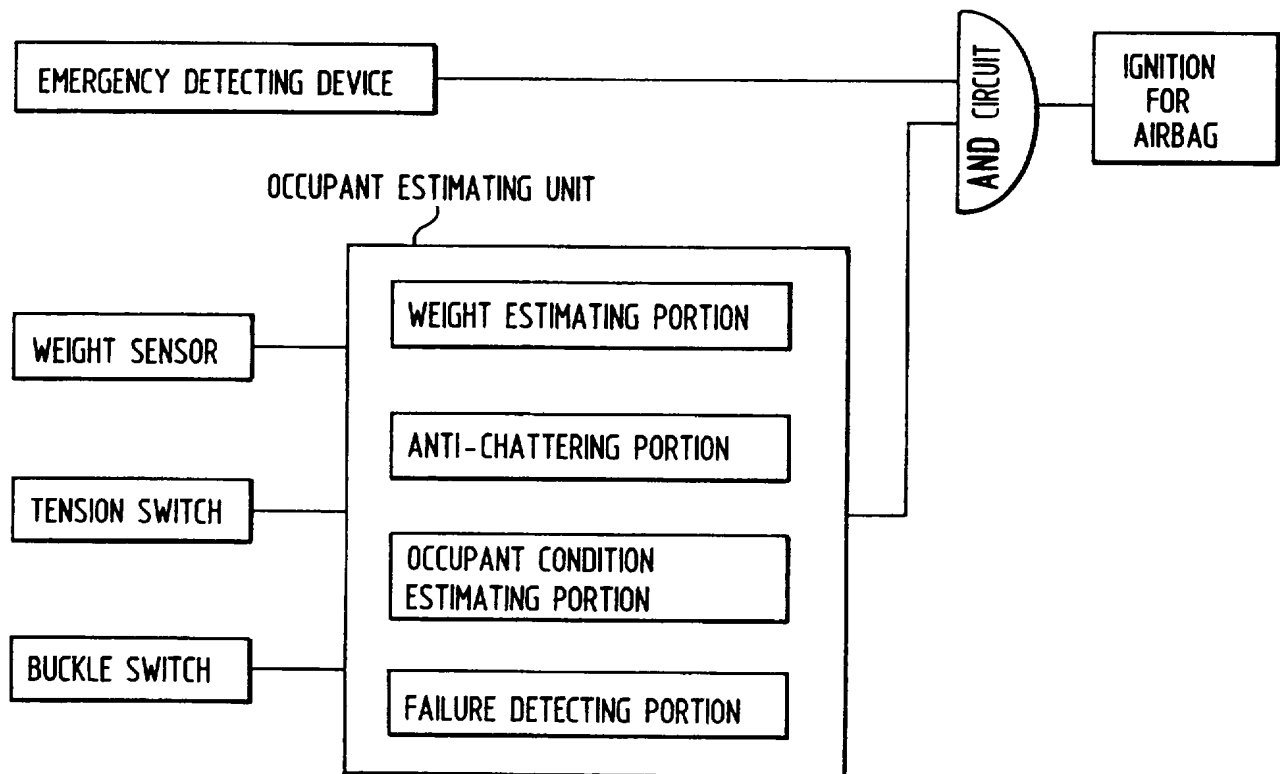 EMERGENCY DETECTING DEVICE
AND CIRCUIT
IGNITION
FOR
AIRBAG
OCCUPANT ESTIMATING UNIT
WEIGHT SENSOR
TENSION SWITCH
BUCKLE SWITCH
WEIGHT ESTIMATING PORTION
ANTI-CHATTERING PORTION
OCCUPANT CONDITION
ESTIMATING PORTION
FAILURE DETECTING PORTION